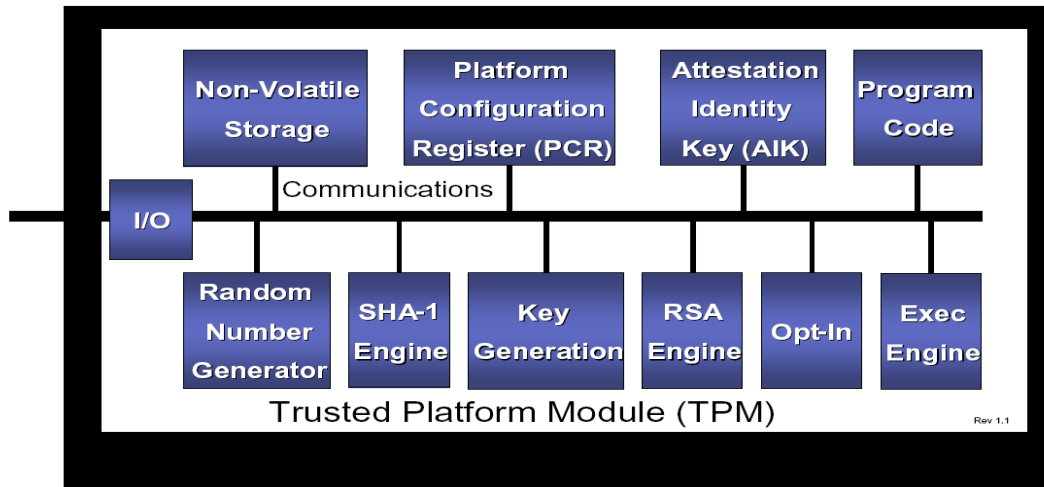 Non-Volatile
Storage
Platform
Configuration
Register (PCR)
Attestation
Identity
Key (AIK)
Program
Code
Communications
I/O
Random
Number
Generator
SHA-1
Engine
Key
Generation
RSA
Engine
Opt-In
Exec
Engine
Trusted Platform Module (TPM)
Rev 1.1